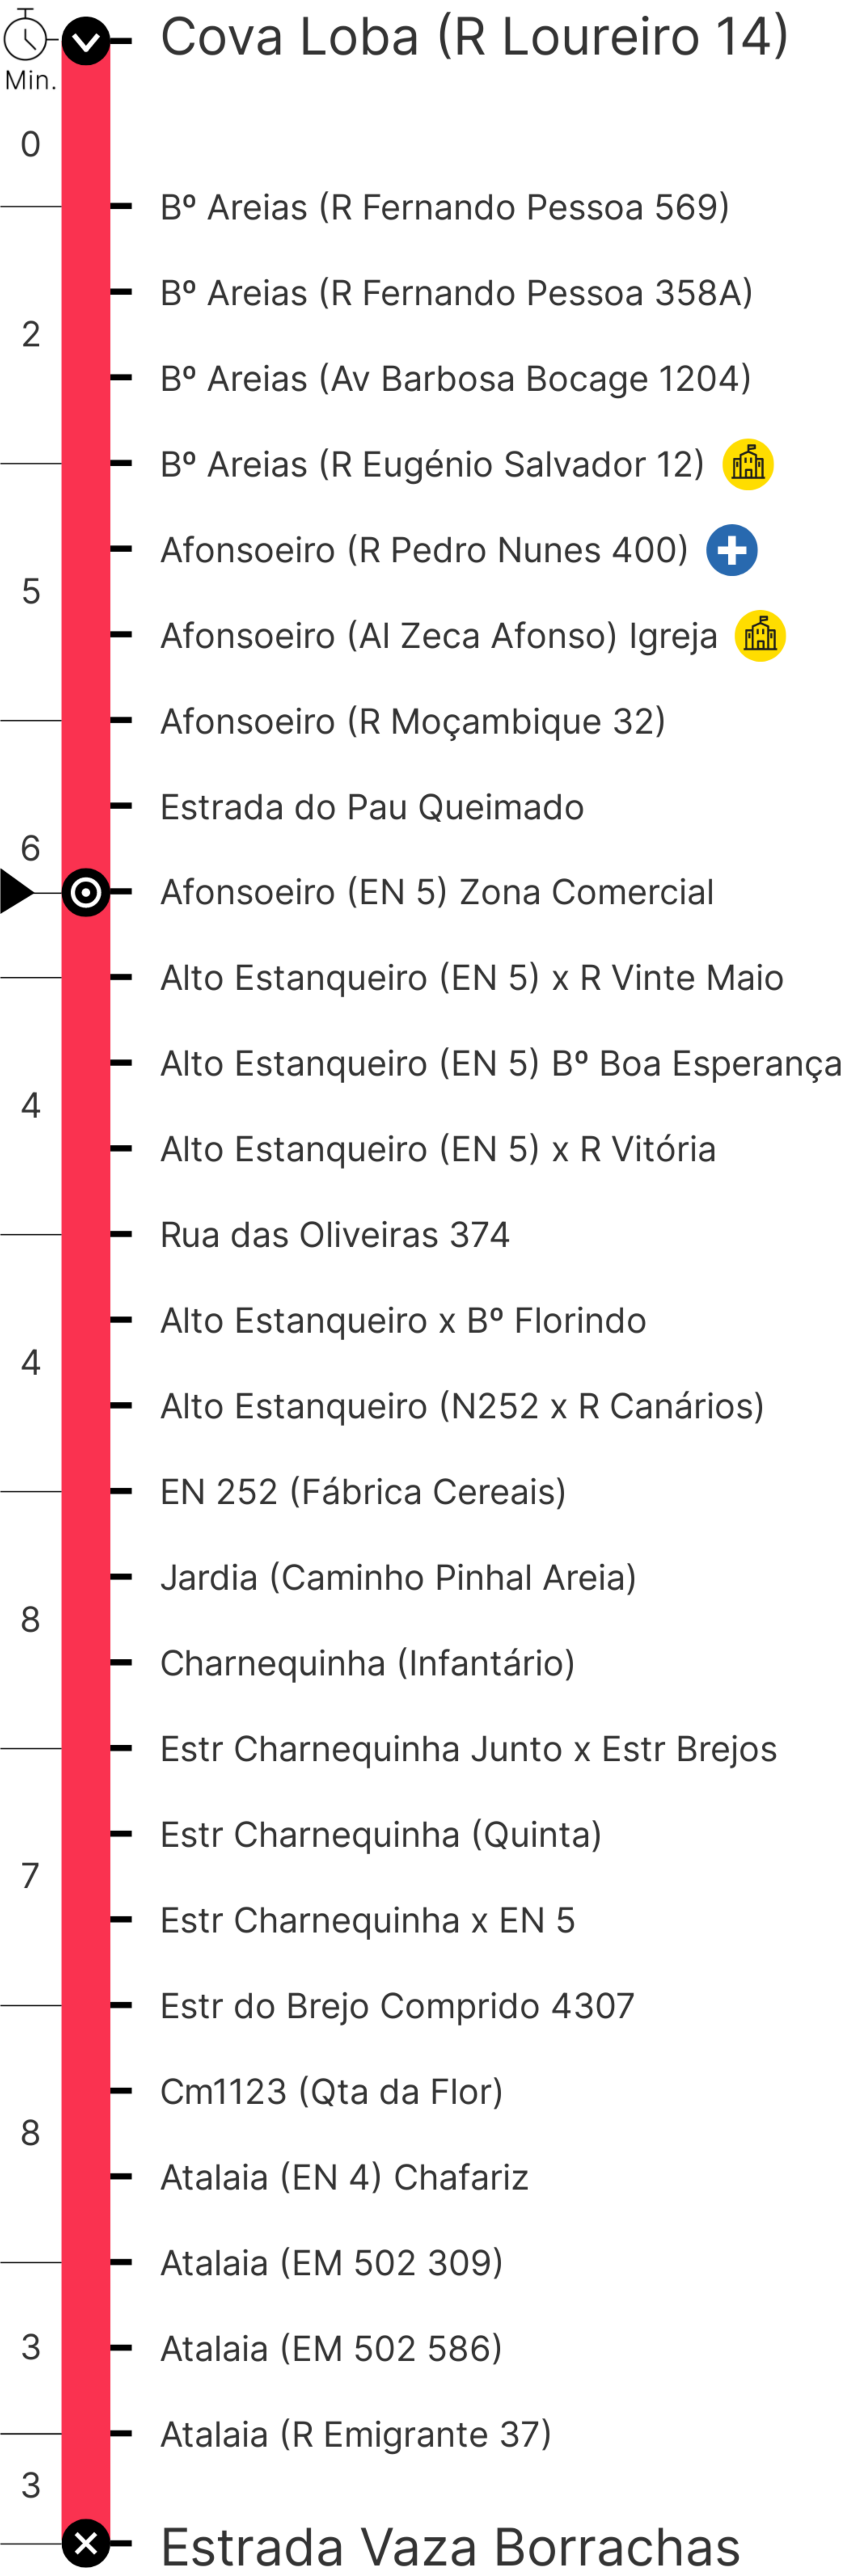 Cova Loba (R Loureiro 14)
Min.
0
Bº Areias (R Fernando Pessoa 569)
Bº Areias (R Fernando Pessoa 358A)
2
Bº Areias (Av Barbosa Bocage 1204)
Bº Areias (R Eugénio Salvador 12)
Afonsoeiro (R Pedro Nunes 400)
5
Afonsoeiro (Al Zeca Afonso) Igreja
Afonsoeiro (R Moçambique 32)
Estrada do Pau Queimado
6
Afonsoeiro (EN 5) Zona Comercial
Alto Estanqueiro (EN 5) x R Vinte Maio
Alto Estanqueiro (EN 5) Bº Boa Esperança
4
Alto Estanqueiro (EN 5) x R Vitória
Rua das Oliveiras 374
Alto Estanqueiro x Bº Florindo
4
Alto Estanqueiro (N252 x R Canários)
EN 252 (Fábrica Cereais)
Jardia (Caminho Pinhal Areia)
8
Charnequinha (Infantário)
Estr Charnequinha Junto x Estr Brejos
Estr Charnequinha (Quinta)
7
Estr Charnequinha x EN 5
Estr do Brejo Comprido 4307
Cm1123 (Qta da Flor)
8
Atalaia (EN 4) Chafariz
Atalaia (EM 502 309)
3
Atalaia (EM 502 586)
Atalaia (R Emigrante 37)
3
Estrada Vaza Borrachas